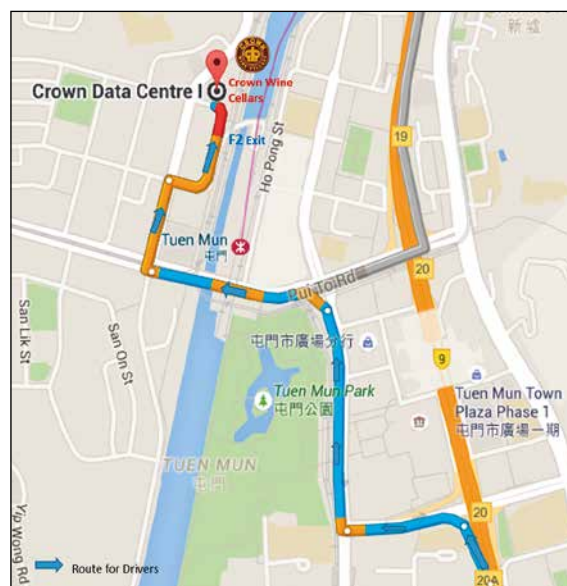 新墟
CROWN
Crown Wine
Cellars
Crown Data Centre I
F2 Exit
Ho Pong St
19
Tuen Mun
屯門
Pui To Rd
20
San Lik St
San On St
屯門市廣場分行
9
Tuen Mun Park
屯門公園
Tuen Mun Town
Plaza Phase 1
屯門市廣場一期
TUEN MUN
屯門
Yip Wong Rd
20
Route for Drivers
20A